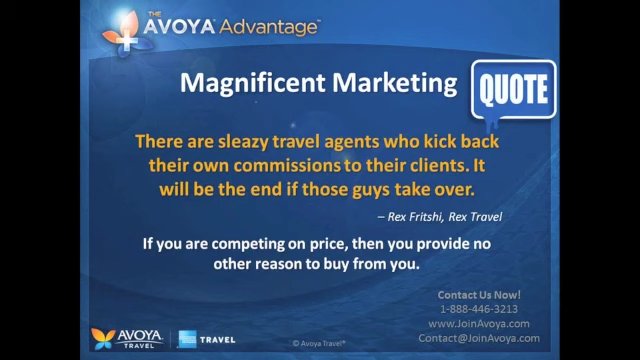 THE
AVOYA Advantage™
Magnificent Marketing
QUOTE
There are sleazy travel agents who kick back
their own commissions to their clients. It
will be the end if those guys take over.
– Rex Fritshi, Rex Travel
If you are competing on price, then you provide no
other reason to buy from you.
Contact Us Now!
1-888-446-3213
www.JoinAvoya.com
Contact@JoinAvoya.com
AVOYA
TRAVEL
TRAVEL
© Avoya Travel®